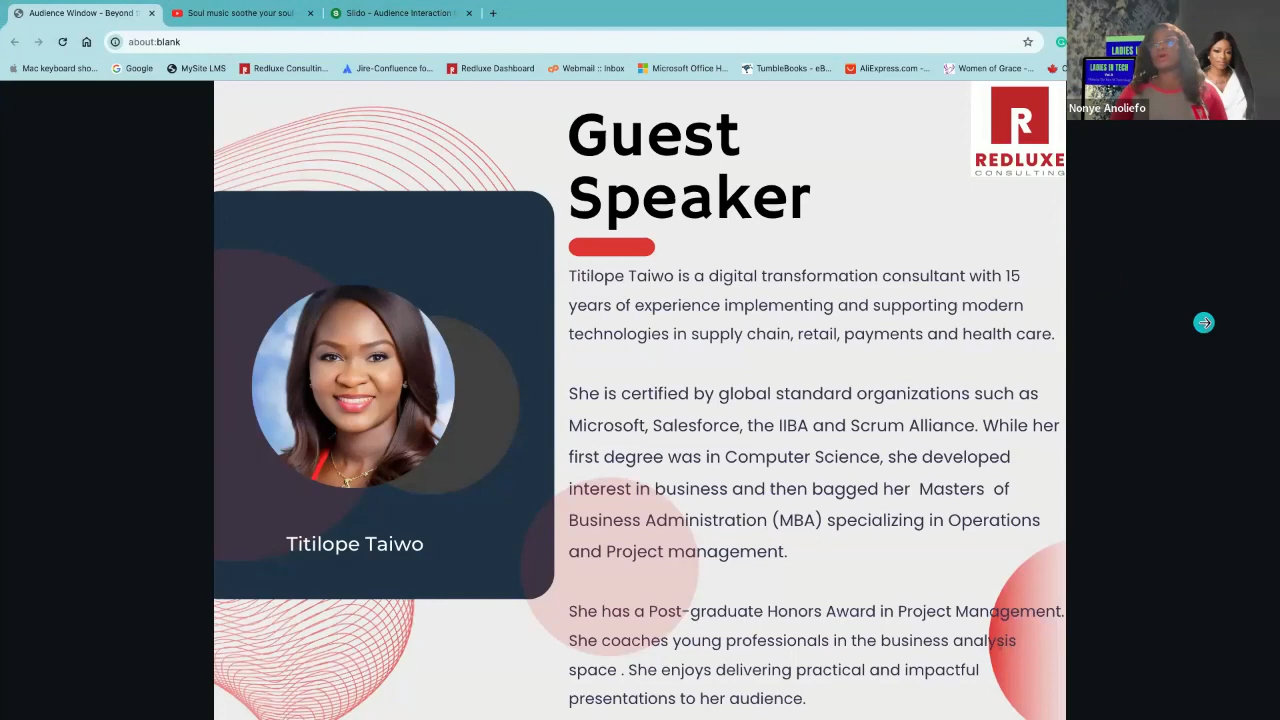 Audience Window - Beyond t
Soul music soothe your soul
Slido - Audience Interaction
about:blank
Mac keyboard sho...
Google
MySite LMS
Redluxe Consultin...
Jire-Confluence fo...
Redluxe Dashboard
Webmail :: Inbox
Microsoft Office H...
TumbleBooks - eB...
AliExpress.com -...
Women of Grace -...
LADIES I
LADIES IN TECH
Nonye Anoliefo
R
REDLUXE
CONSULTING
Guest
Speaker
Titilope Taiwo is a digital transformation consultant with 15
years of experience implementing and supporting modern
technologies in supply chain, retail, payments and health care.
She is certified by global standard organizations such as
Microsoft, Salesforce, the IIBA and Scrum Alliance. While her
first degree was in Computer Science, she developed
interest in business and then bagged her Masters of
Business Administration (MBA) specializing in Operations
and Project management.
She has a Post-graduate Honors Award in Project Management.
She coaches young professionals in the business analysis
space . She enjoys delivering practical and impactful
presentations to her audience.
Titilope Taiwo